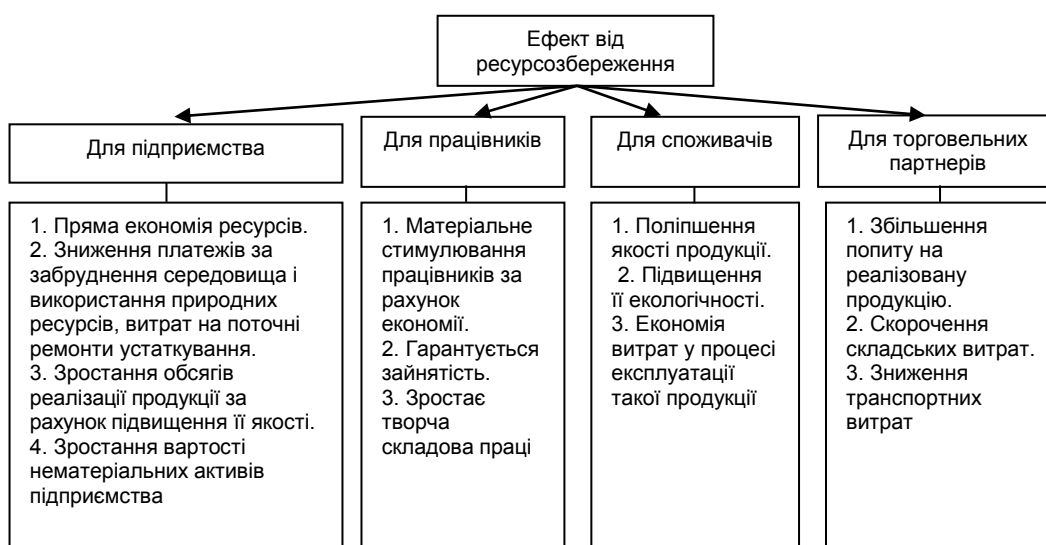 Ефект від
ресурсозбереження
Для підприємства
Для працівників
Для споживачів
Для торговельних
партнерів
1. Пряма економія ресурсів.
2. Зниження платежів за
забруднення середовища і
використання природних
ресурсів, витрат на поточні
ремонти устаткування.
3. Зростання обсягів
реалізації продукції за
рахунок підвищення її якості.
4. Зростання вартості
нематеріальних активів
підприємства
1. Матеріальне
стимулювання
працівників за
рахунок
економії.
2. Гарантується
зайнятість.
3. Зростає
творча
складова праці
1. Поліпшення
якості продукції.
2. Підвищення
її екологічності.
3. Економія
витрат у процесі
експлуатації
такої продукції
1. Збільшення
попиту на
реалізовану
продукцію.
2. Скорочення
складських витрат.
3. Зниження
транспортних
витрат